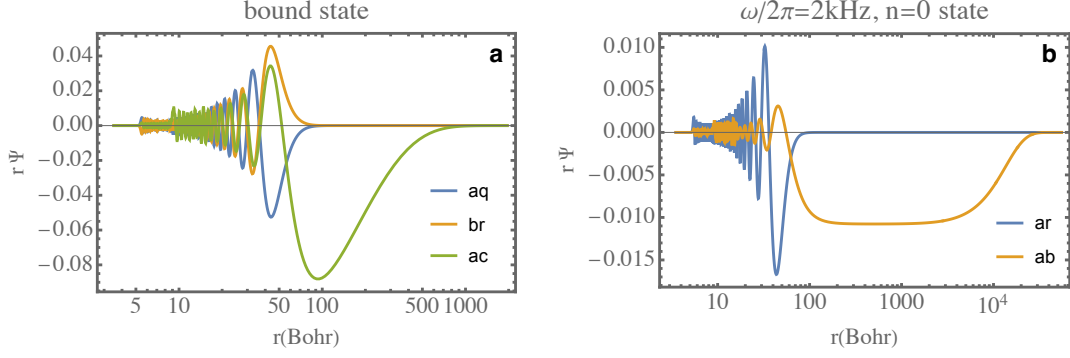 bound state
a
0.04
0.02
0.00
−0.02
−0.04
−0.06
−0.08
r Ψ
aq
br
ac
5 10 50 100 500 1000
r(Bohr)
ω/2π=2kHz, n=0 state
b
0.010
0.005
0.000
−0.005
−0.010
−0.015
r Ψ
ar
ab
10 100 1000 10⁴
r(Bohr)